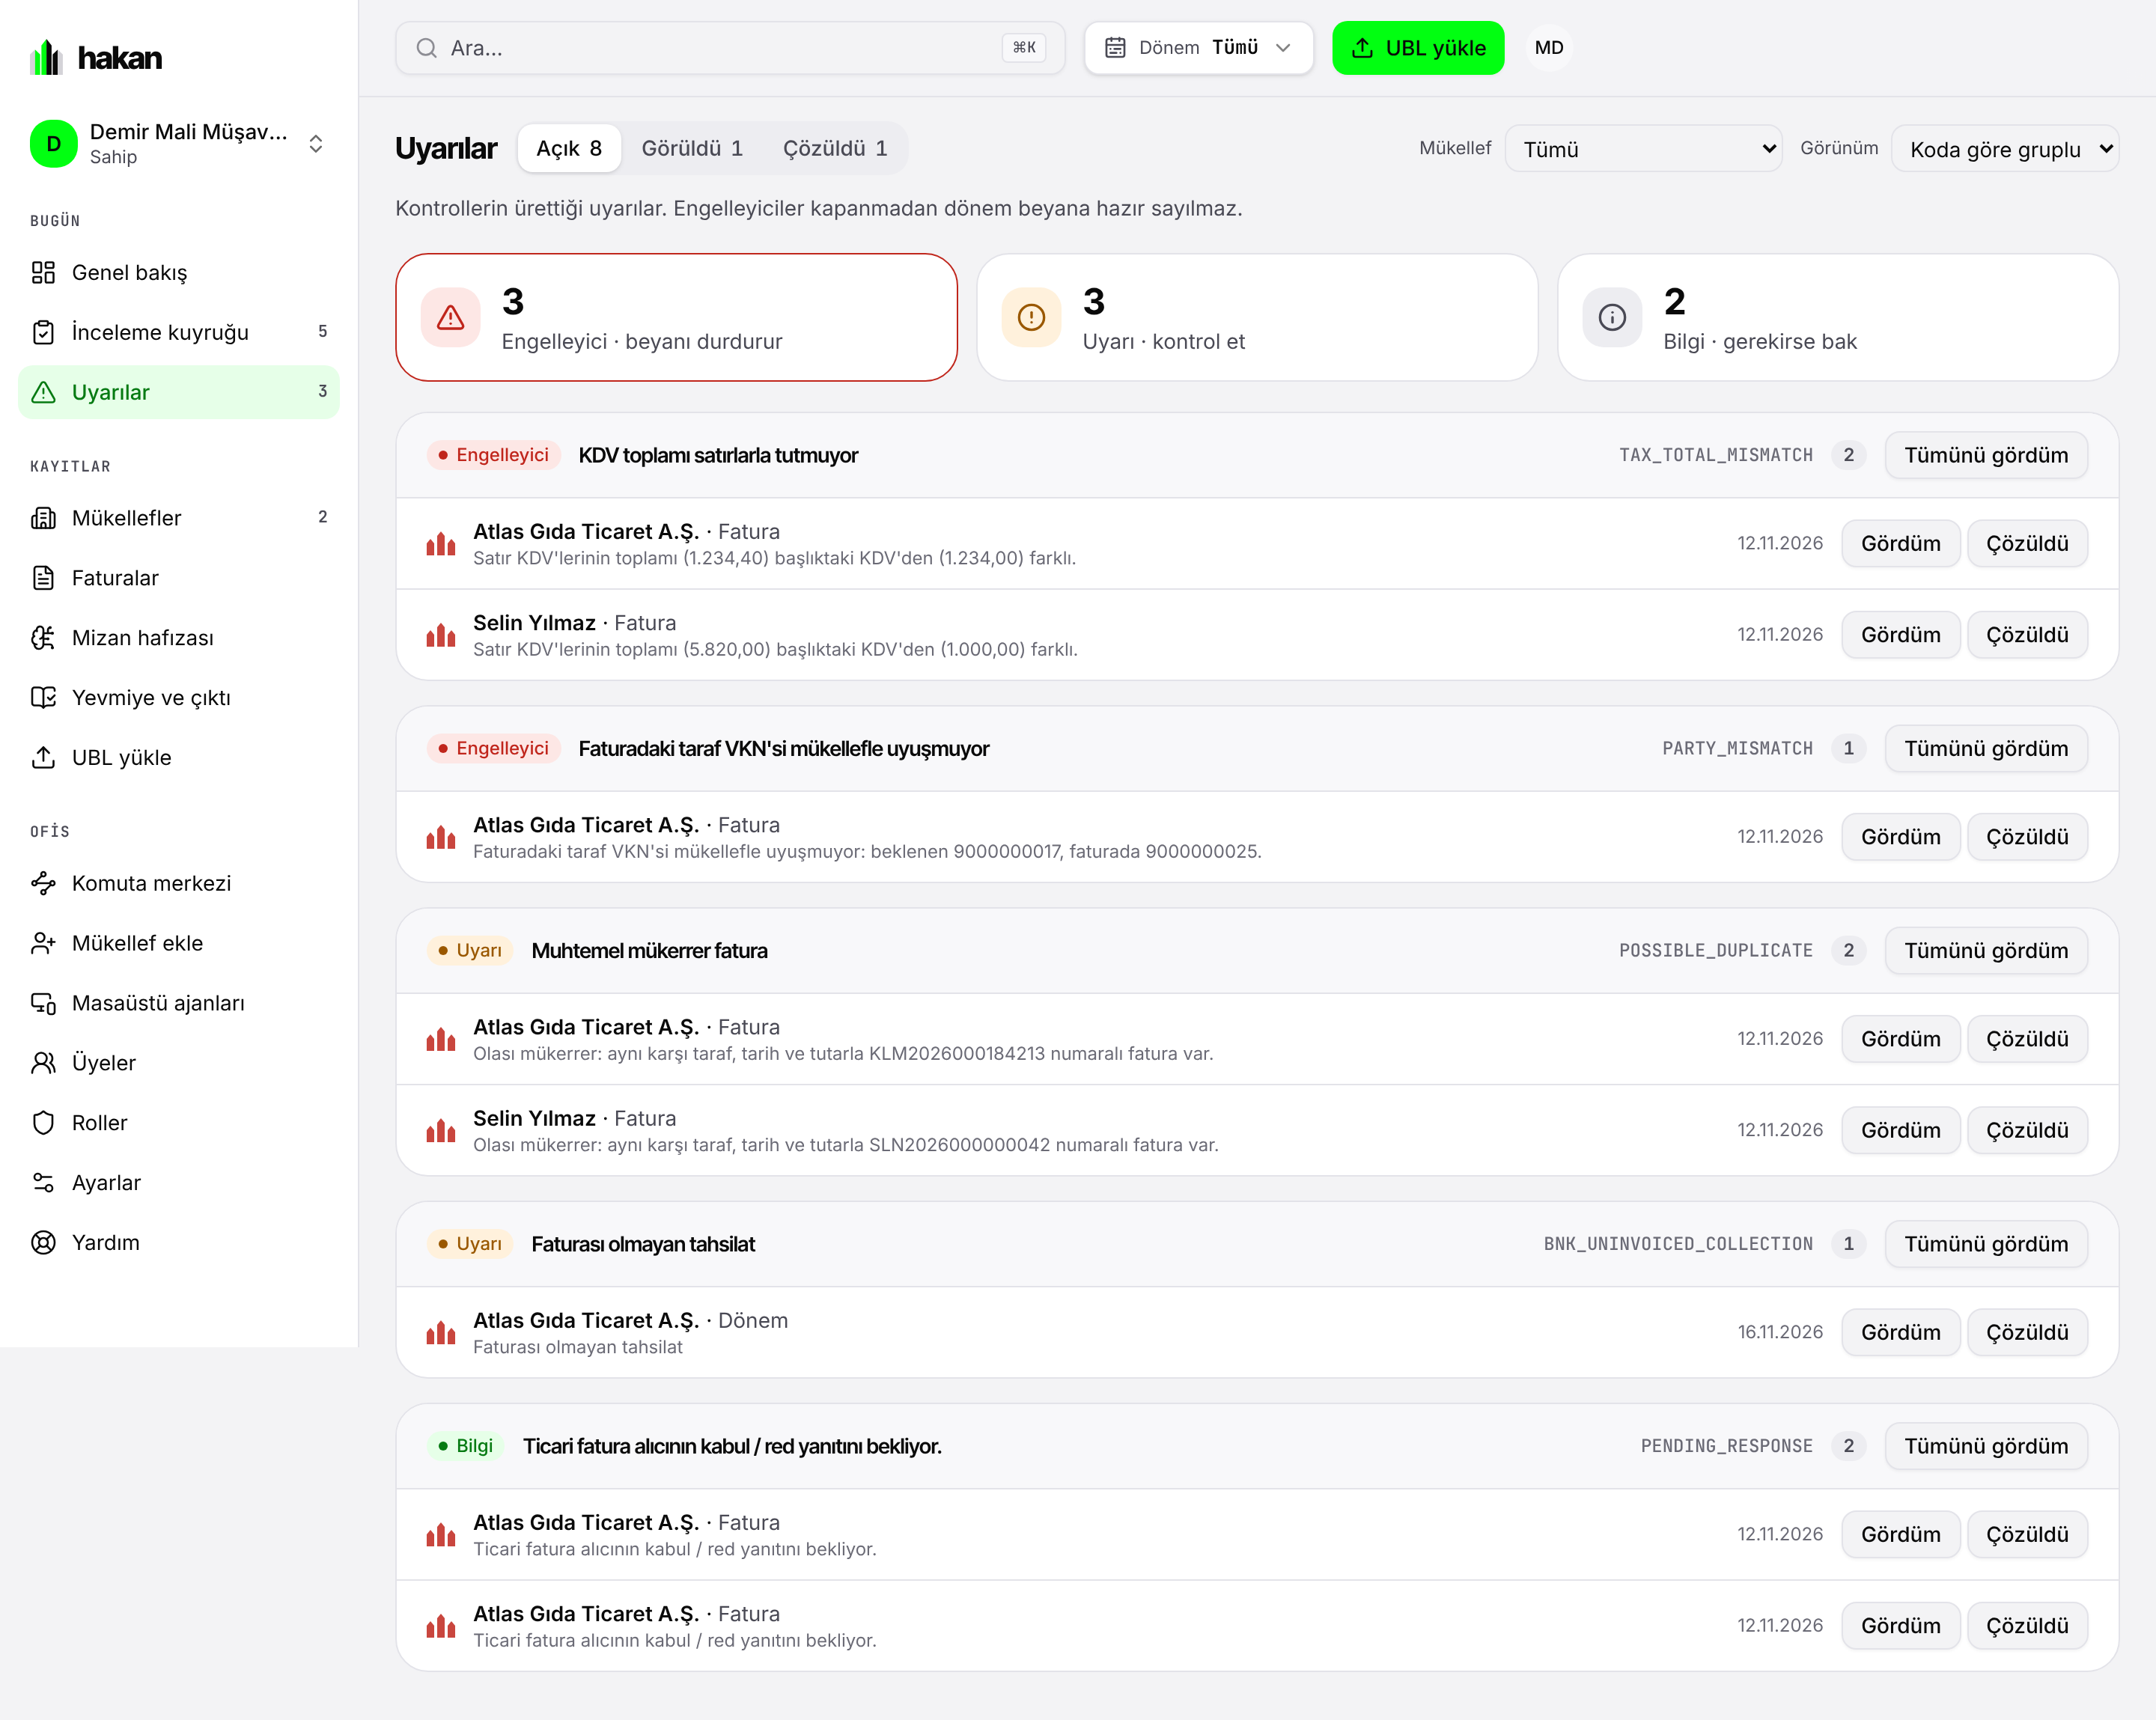 hakan
Demir Mali Müşav...
Sahip
D
BUGÜN
Genel bakış
İnceleme kuyruğu 5
Uyarılar 3
KAYITLAR
Mükellefler 2
Faturalar
Mizan hafızası
Yevmiye ve çıktı
UBL yükle
OFİS
Komuta merkezi
Mükellef ekle
Masaüstü ajanları
Üyeler
Roller
Ayarlar
Yardım
Ara... ⌘K Dönem Tümü UBL yükle MD
Uyarılar Açık 8 Görüldü 1 Çözüldü 1 Mükellef Tümü Görünüm Koda göre gruplu
Kontrollerin ürettiği uyarılar. Engelleyiciler kapanmadan dönem beyana hazır sayılmaz.
3
Engelleyici · beyanı durdurur
3
Uyarı · kontrol et
2
Bilgi · gerekirse bak
Engelleyici KDV toplamı satırlarla tutmuyor TAX_TOTAL_MISMATCH 2 Tümünü gördüm
Atlas Gıda Ticaret A.Ş. · Fatura
Satır KDV'lerinin toplamı (1.234,40) başlıktaki KDV'den (1.234,00) farklı.
12.11.2026 Gördüm Çözüldü
Selin Yılmaz · Fatura
Satır KDV'lerinin toplamı (5.820,00) başlıktaki KDV'den (1.000,00) farklı.
12.11.2026 Gördüm Çözüldü
Engelleyici Faturadaki taraf VKN'si mükellefle uyuşmuyor PARTY_MISMATCH 1 Tümünü gördüm
Atlas Gıda Ticaret A.Ş. · Fatura
Faturadaki taraf VKN'si mükellefle uyuşmuyor: beklenen 9000000017, faturada 9000000025.
12.11.2026 Gördüm Çözüldü
Uyarı Muhtemel mükerrer fatura POSSIBLE_DUPLICATE 2 Tümünü gördüm
Atlas Gıda Ticaret A.Ş. · Fatura
Olası mükerrer: aynı karşı taraf, tarih ve tutarla KLM2026000184213 numaralı fatura var.
12.11.2026 Gördüm Çözüldü
Selin Yılmaz · Fatura
Olası mükerrer: aynı karşı taraf, tarih ve tutarla SLN2026000000042 numaralı fatura var.
12.11.2026 Gördüm Çözüldü
Uyarı Faturası olmayan tahsilat BNK_UNINVOICED_COLLECTION 1 Tümünü gördüm
Atlas Gıda Ticaret A.Ş. · Dönem
Faturası olmayan tahsilat
16.11.2026 Gördüm Çözüldü
Bilgi Ticari fatura alıcının kabul / red yanıtını bekliyor. PENDING_RESPONSE 2 Tümünü gördüm
Atlas Gıda Ticaret A.Ş. · Fatura
Ticari fatura alıcının kabul / red yanıtını bekliyor.
12.11.2026 Gördüm Çözüldü
Atlas Gıda Ticaret A.Ş. · Fatura
Ticari fatura alıcının kabul / red yanıtını bekliyor.
12.11.2026 Gördüm Çözüldü